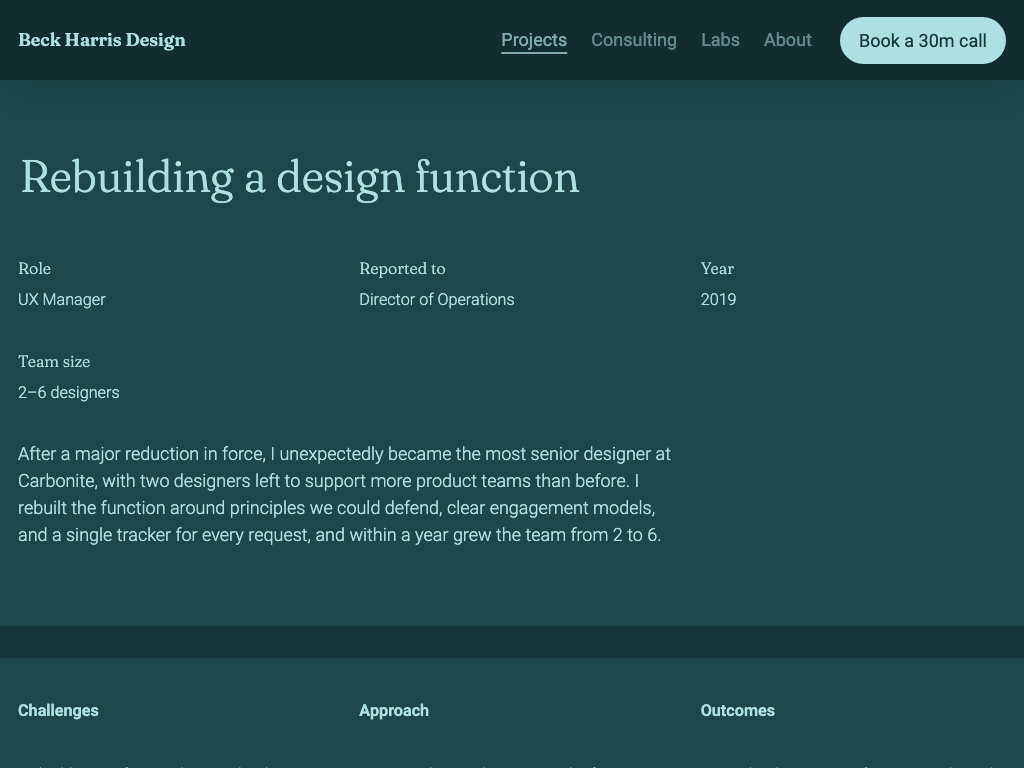 Beck Harris Design
Projects
Consulting
Labs
About
Book a 30m call
Rebuilding a design function
Role
UX Manager
Reported to
Director of Operations
Year
2019
Team size
2–6 designers
After a major reduction in force, I unexpectedly became the most senior designer at
Carbonite, with two designers left to support more product teams than before. I
rebuilt the function around principles we could defend, clear engagement models,
and a single tracker for every request, and within a year grew the team from 2 to 6.
Challenges
Approach
Outcomes